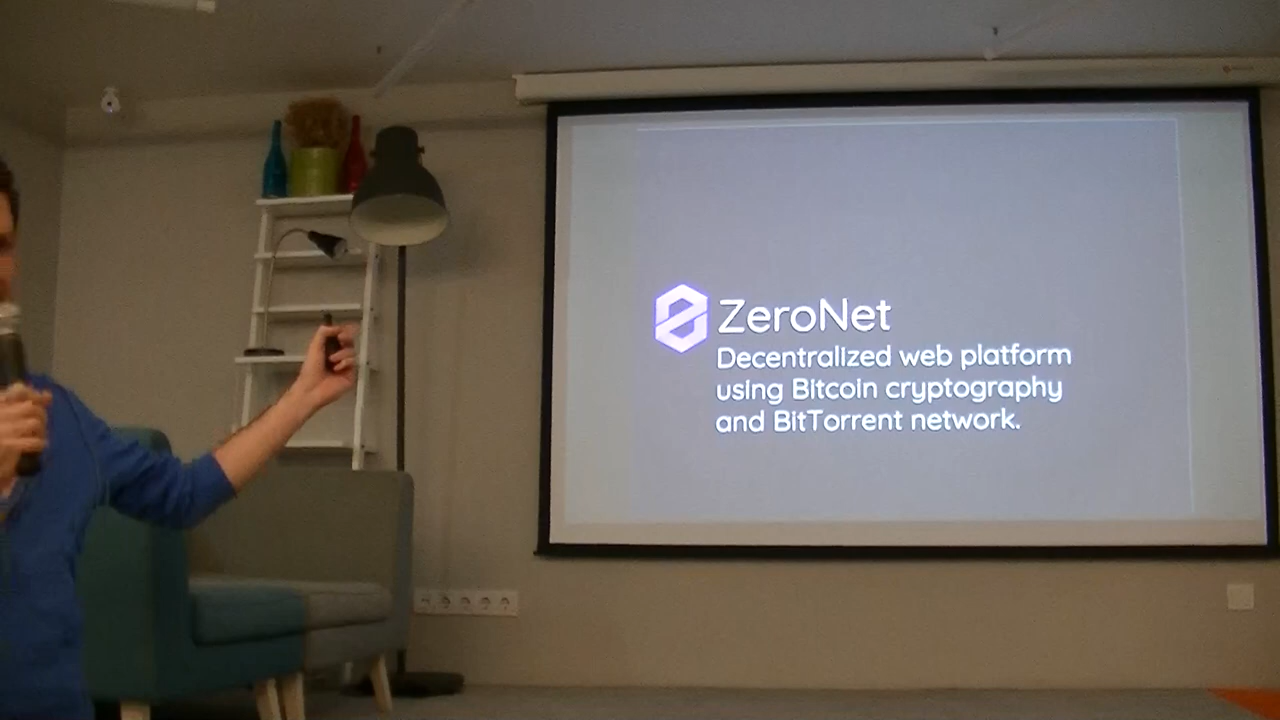 ZeroNet
Decentralized web platform
using Bitcoin cryptography
and BitTorrent network.